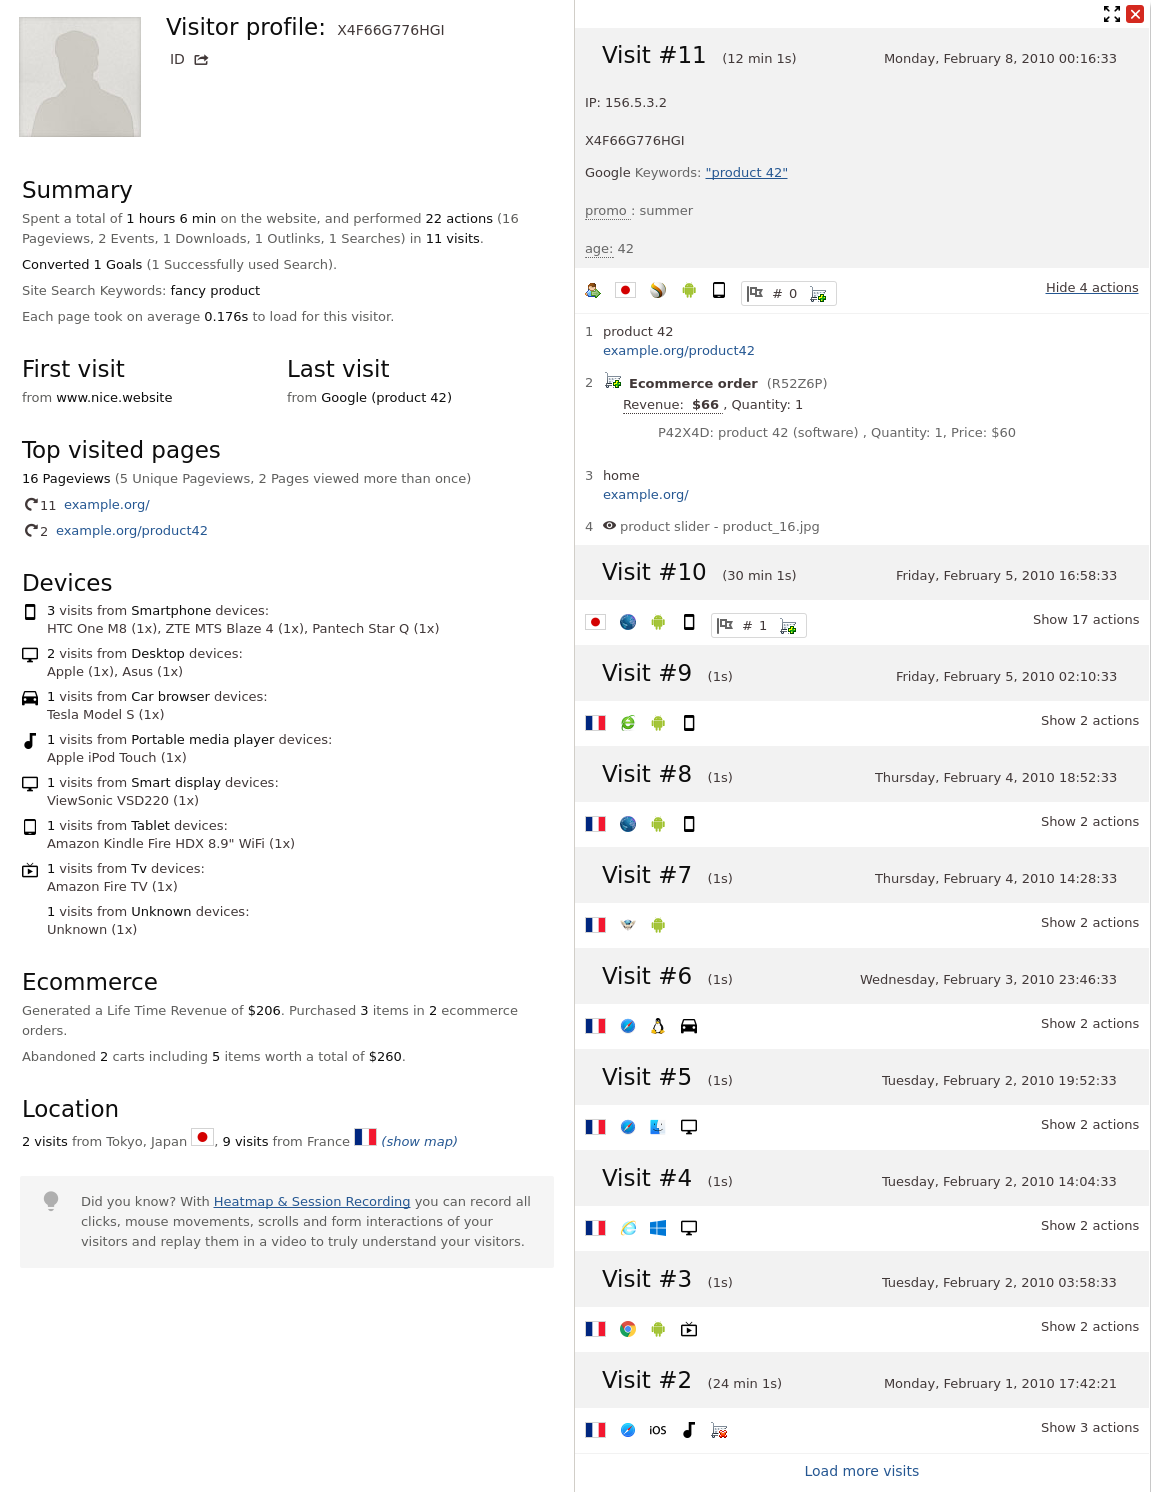 Visitor profile: X4F66G776HGI
ID
Summary
Spent a total of 1 hours 6 min on the website, and performed 22 actions (16
Pageviews, 2 Events, 1 Downloads, 1 Outlinks, 1 Searches) in 11 visits.
Converted 1 Goals (1 Successfully used Search).
Site Search Keywords: fancy product
Each page took on average 0.176s to load for this visitor.
First visit
from www.nice.website
Last visit
from Google (product 42)
Top visited pages
16 Pageviews (5 Unique Pageviews, 2 Pages viewed more than once)
11 example.org/
2 example.org/product42
Devices
3 visits from Smartphone devices:
HTC One M8 (1x), ZTE MTS Blaze 4 (1x), Pantech Star Q (1x)
2 visits from Desktop devices:
Apple (1x), Asus (1x)
1 visits from Car browser devices:
Tesla Model S (1x)
1 visits from Portable media player devices:
Apple iPod Touch (1x)
1 visits from Smart display devices:
ViewSonic VSD220 (1x)
1 visits from Tablet devices:
Amazon Kindle Fire HDX 8.9" WiFi (1x)
1 visits from Tv devices:
Amazon Fire TV (1x)
1 visits from Unknown devices:
Unknown (1x)
Ecommerce
Generated a Life Time Revenue of $206. Purchased 3 items in 2 ecommerce
orders.
Abandoned 2 carts including 5 items worth a total of $260.
Location
2 visits from Tokyo, Japan , 9 visits from France (show map)
Did you know? With Heatmap & Session Recording you can record all
clicks, mouse movements, scrolls and form interactions of your
visitors and replay them in a video to truly understand your visitors.
Visit #11 (12 min 1s) Monday, February 8, 2010 00:16:33
IP: 156.5.3.2
X4F66G776HGI
Google Keywords: "product 42"
promo : summer
age: 42
# 0 Hide 4 actions
1 product 42
example.org/product42
2 Ecommerce order (R52Z6P)
Revenue: $66 , Quantity: 1
P42X4D: product 42 (software) , Quantity: 1, Price: $60
3 home
example.org/
4 product slider - product_16.jpg
Visit #10 (30 min 1s) Friday, February 5, 2010 16:58:33
# 1 Show 17 actions
Visit #9 (1s) Friday, February 5, 2010 02:10:33
Show 2 actions
Visit #8 (1s) Thursday, February 4, 2010 18:52:33
Show 2 actions
Visit #7 (1s) Thursday, February 4, 2010 14:28:33
Show 2 actions
Visit #6 (1s) Wednesday, February 3, 2010 23:46:33
Show 2 actions
Visit #5 (1s) Tuesday, February 2, 2010 19:52:33
Show 2 actions
Visit #4 (1s) Tuesday, February 2, 2010 14:04:33
Show 2 actions
Visit #3 (1s) Tuesday, February 2, 2010 03:58:33
Show 2 actions
Visit #2 (24 min 1s) Monday, February 1, 2010 17:42:21
iOS Show 3 actions
Load more visits